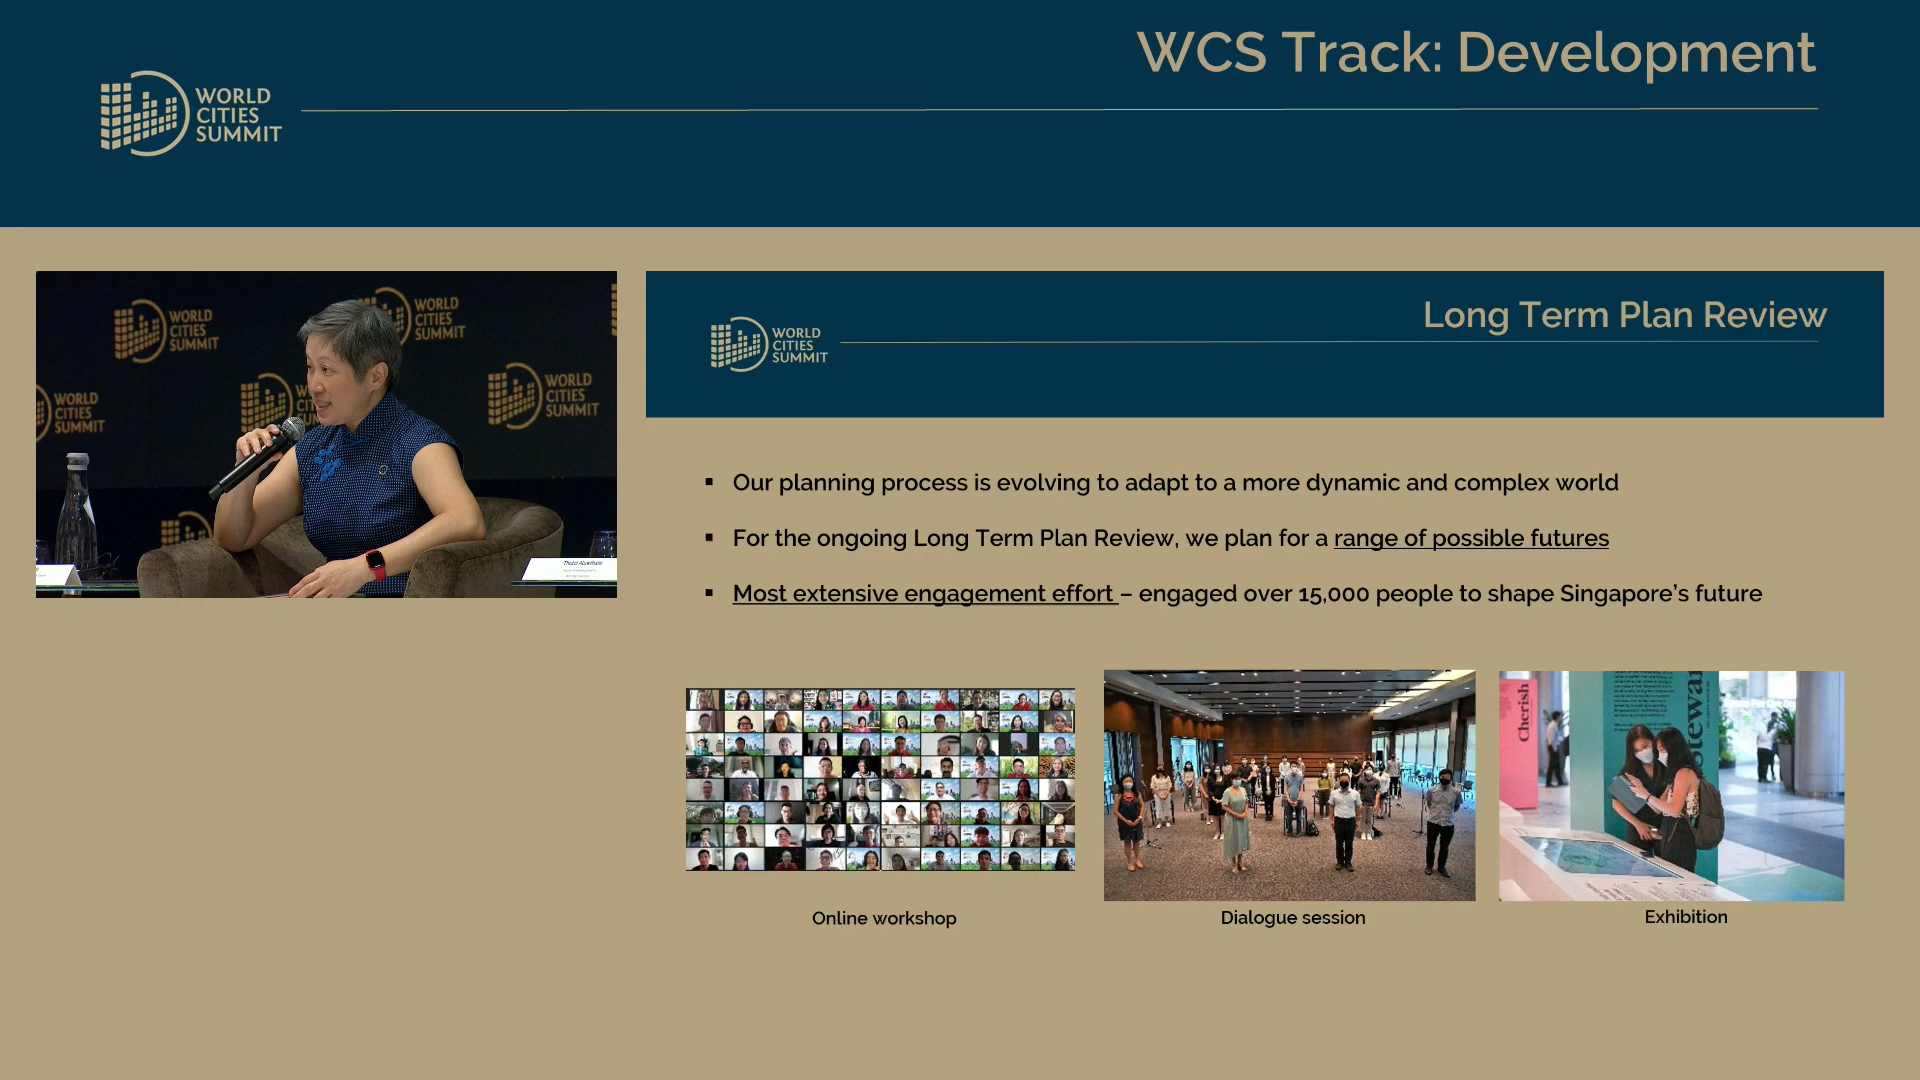 WCS Track: Development
WORLD
CITIES
SUMMIT
WORLD
CITIES
SUMMIT
WORLD
CITIES
SUMMIT
WORLD
CITIES
SUMMIT
WORLD
CITIES
SUMMIT
Thulsi Aluwihare
Long Term Plan Review
WORLD
CITIES
SUMMIT
▪ Our planning process is evolving to adapt to a more dynamic and complex world
▪ For the ongoing Long Term Plan Review, we plan for a range of possible futures
▪ Most extensive engagement effort – engaged over 15,000 people to shape Singapore's future
Cherish
Stewar
Online workshop
Dialogue session
Exhibition